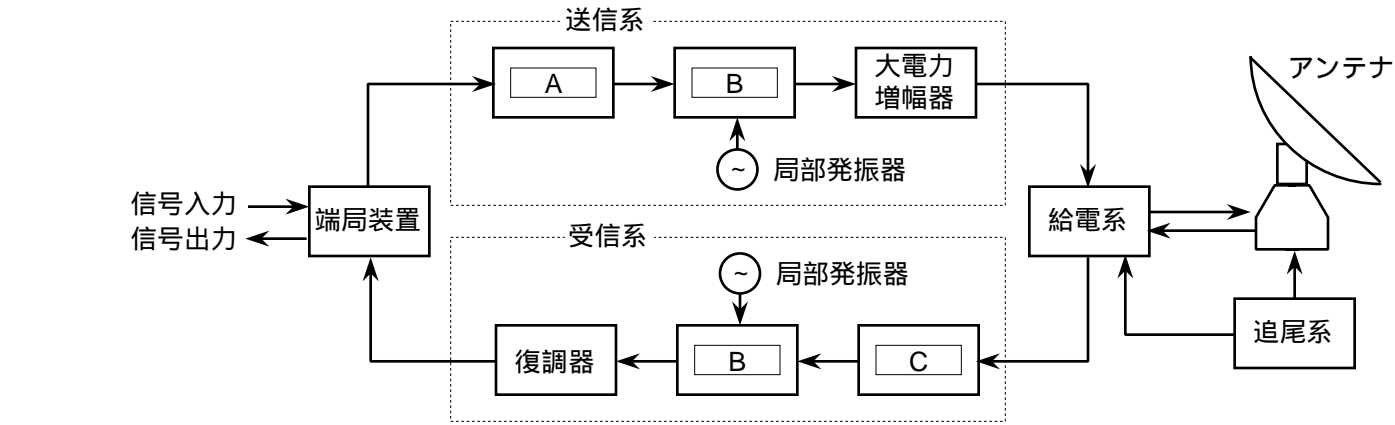 送信系
A
B
大電力
増幅器
アンテナ
~
局部発振器
信号入力
信号出力
端局装置
給電系
受信系
~
局部発振器
復調器
B
C
追尾系